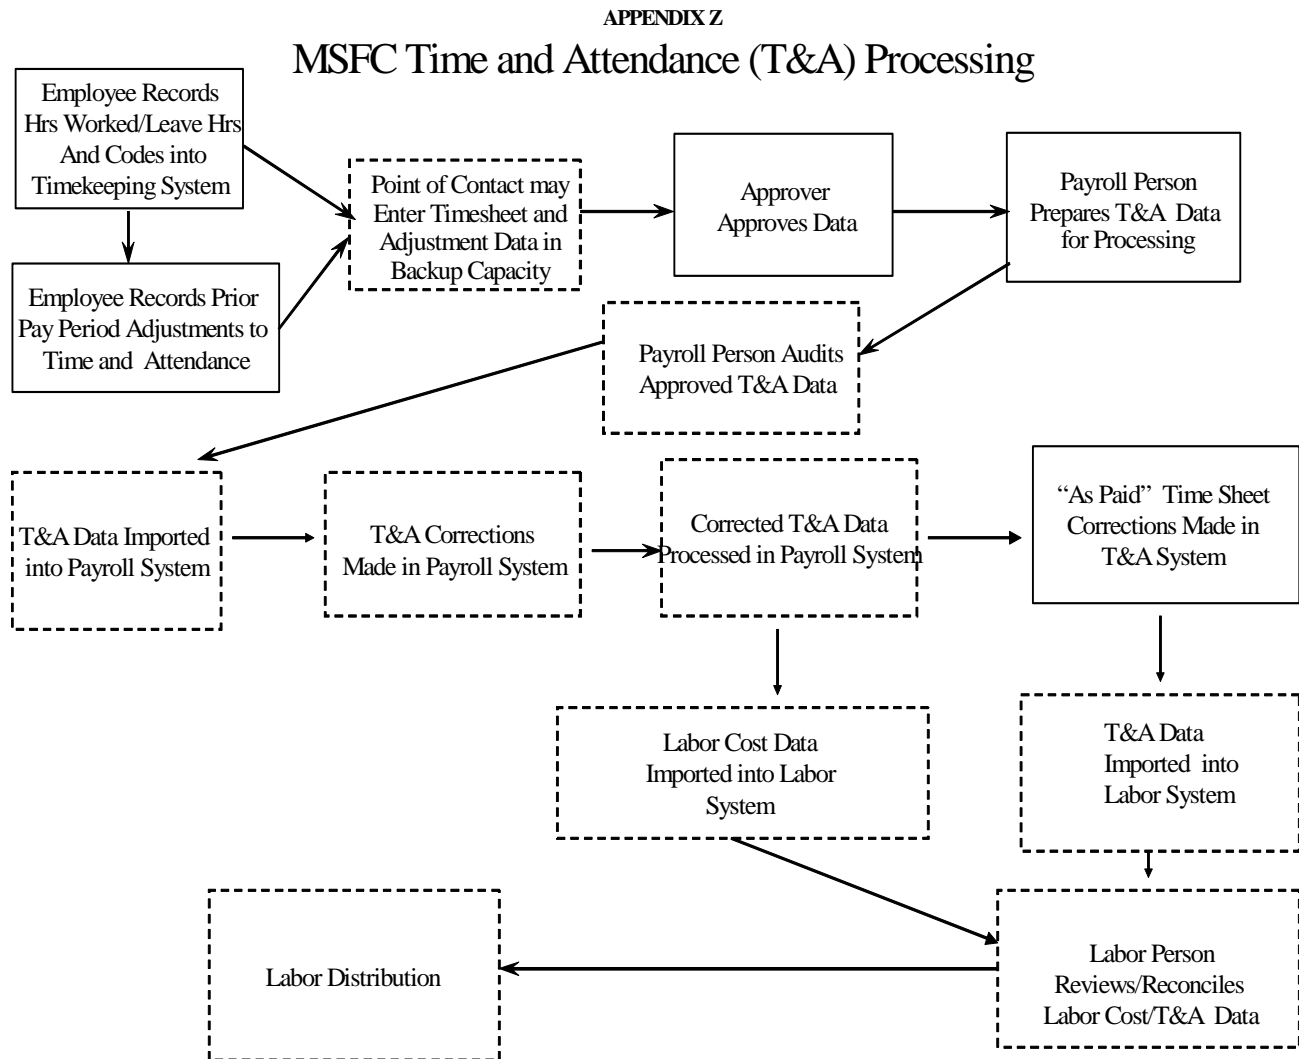 APPENDIX Z
MSFC Time and Attendance (T&A) Processing
Employee Records
Hrs Worked/Leave Hrs
And Codes into
Timekeeping System
Point of Contact may
Enter Timesheet and
Adjustment Data in
Backup Capacity
Approver
Approves Data
Payroll Person
Prepares T&A Data
for Processing
Employee Records Prior
Pay Period Adjustments to
Time and Attendance
Payroll Person Audits
Approved T&A Data
T&A Data Imported
into Payroll System
T&A Corrections
Made in Payroll System
Corrected T&A Data
Processed in Payroll System
“As Paid” Time Sheet
Corrections Made in
T&A System
Labor Cost Data
Imported into Labor
System
T&A Data
Imported into
Labor System
Labor Distribution
Labor Person
Reviews/Reconciles
Labor Cost/T&A Data